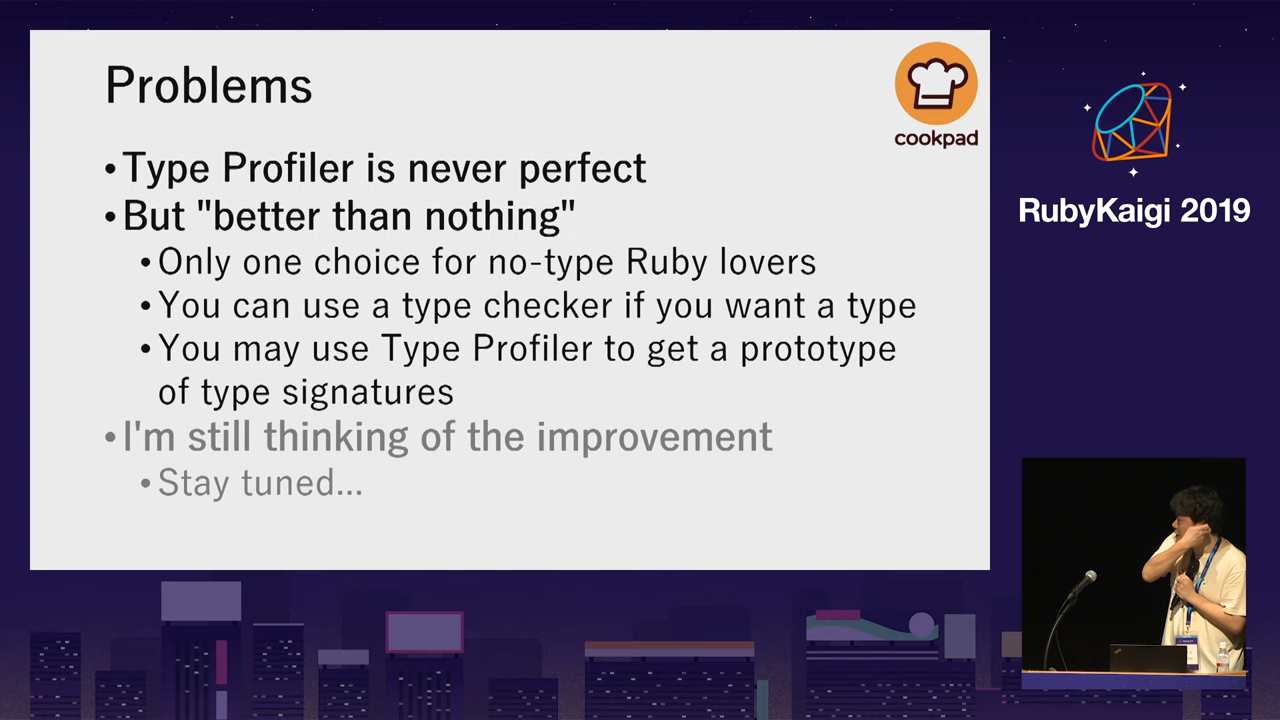 Problems
cookpad
•Type Profiler is never perfect
•But "better than nothing"
•Only one choice for no-type Ruby lovers
•You can use a type checker if you want a type
•You may use Type Profiler to get a prototype
of type signatures
•I'm still thinking of the improvement
•Stay tuned...
RubyKaigi 2019